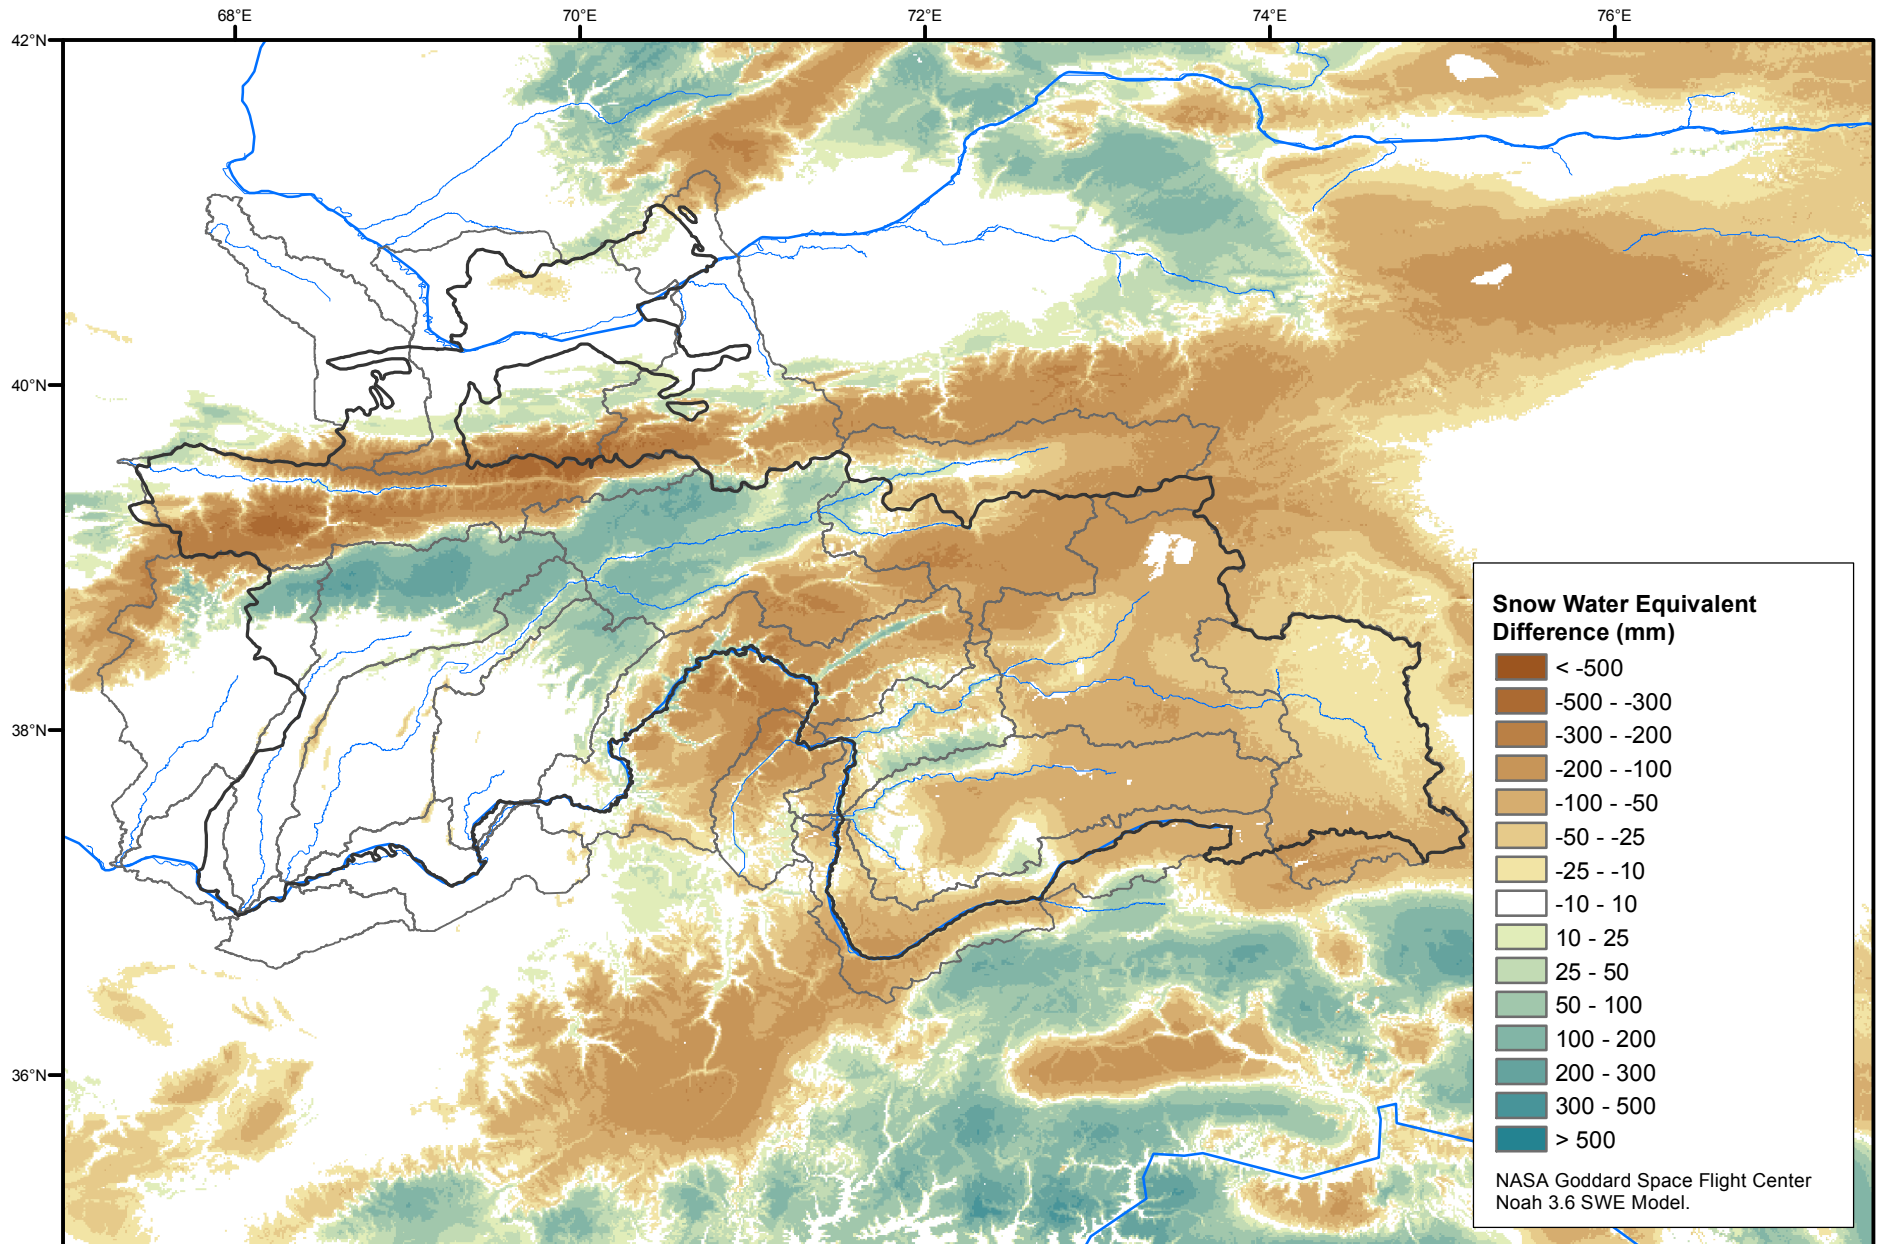 68°E 70°E 72°E 74°E 76°E
42°N
40°N
38°N
36°N
Snow Water Equivalent
Difference (mm)
< -500
-500 - -300
-300 - -200
-200 - -100
-100 - -50
-50 - -25
-25 - -10
-10 - 10
10 - 25
25 - 50
50 - 100
100 - 200
200 - 300
300 - 500
> 500
NASA Goddard Space Flight Center
Noah 3.6 SWE Model.